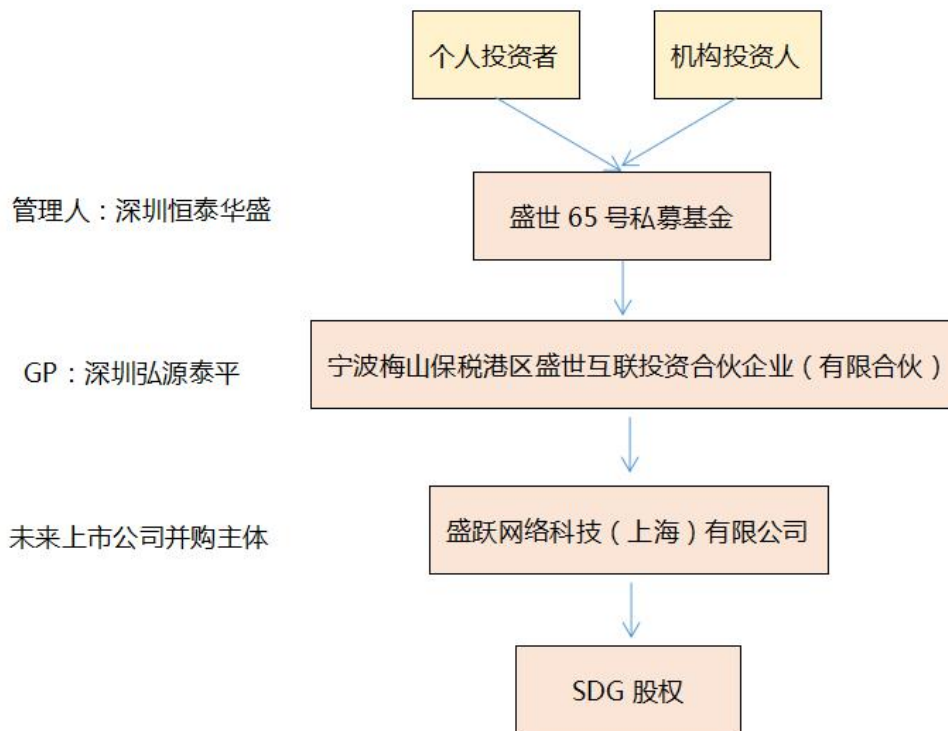 个人投资者
机构投资人
管理人：深圳恒泰华盛
盛世 65 号私募基金
GP：深圳弘源泰平
宁波梅山保税港区盛世互联投资合伙企业（有限合伙）
未来上市公司并购主体
盛跃网络科技（上海）有限公司
SDG 股权